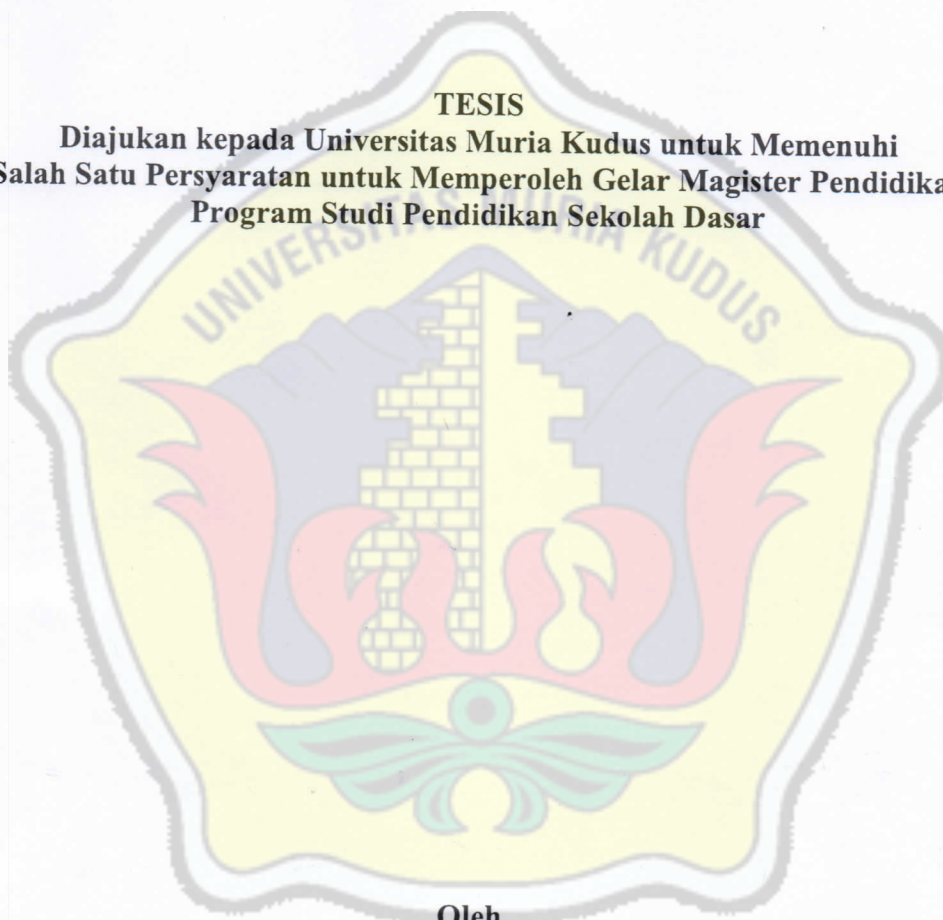 TESIS
Diajukan kepada Universitas Muria Kudus untuk Memenuhi
Salah Satu Persyaratan untuk Memperoleh Gelar Magister Pendidika
Program Studi Pendidikan Sekolah Dasar
UNIVERSITAS MURIA KUDUS
Oleh